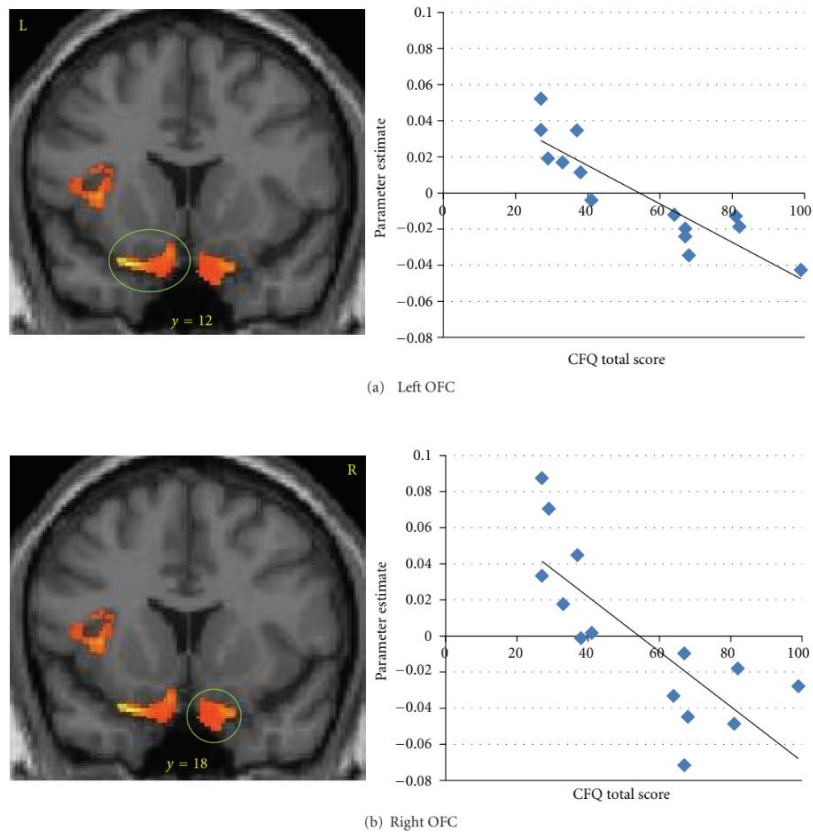 L
y = 12
0.1
0.08
0.06
0.04
0.02
0
−0.02
−0.04
−0.06
−0.08
0 20 40 60 80 100
Parameter estimate
CFQ total score
(a) Left OFC
R
y = 18
0.1
0.08
0.06
0.04
0.02
0
−0.02
−0.04
−0.06
−0.08
0 20 40 60 80 100
Parameter estimate
CFQ total score
(b) Right OFC